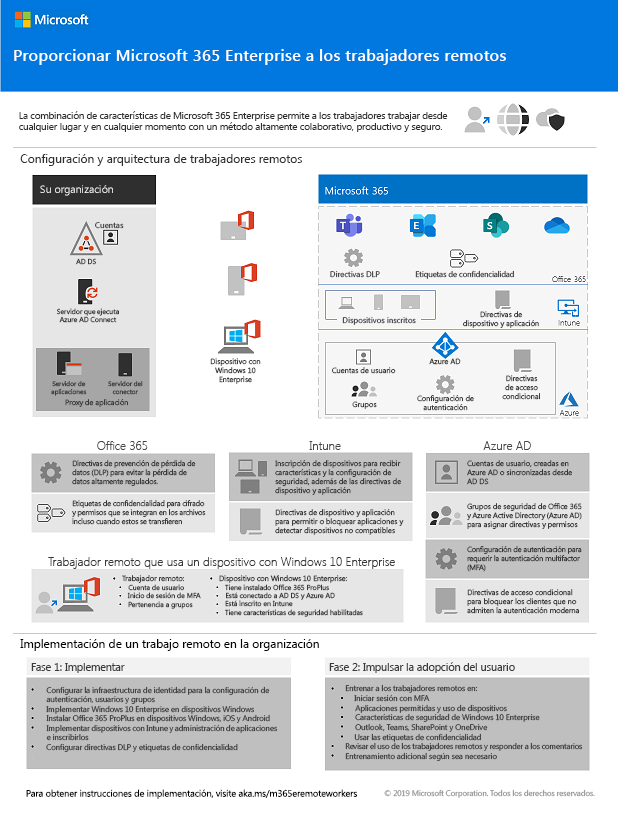 Microsoft
Proporcionar Microsoft 365 Enterprise a los trabajadores remotos
La combinación de características de Microsoft 365 Enterprise permite a los trabajadores trabajar desde
cualquier lugar y en cualquier momento con un método altamente colaborativo, productivo y seguro.
Configuración y arquitectura de trabajadores remotos
Su organización
Cuentas
AD DS
Servidor que ejecuta
Azure AD Connect
Servidor de
aplicaciones
Servidor del
conector
Proxy de aplicación
Dispositivo con
Windows 10
Enterprise
Microsoft 365
Directivas DLP
Etiquetas de confidencialidad
Office 365
Dispositivos inscritos
Directivas de
dispositivo y aplicación
Intune
Cuentas de usuario
Azure AD
Grupos
Configuración de
autenticación
Directivas
de acceso
condicional
Azure
Office 365
Directivas de prevención de pérdida de
datos (DLP) para evitar la pérdida de
datos altamente regulados.
Etiquetas de confidencialidad para cifrado
y permisos que se integran en los archivos
incluso cuando estos se transfieren
Intune
Inscripción de dispositivos para recibir
características y la configuración de
seguridad, además de las directivas de
dispositivo y aplicación
Directivas de dispositivo y aplicación
para permitir o bloquear aplicaciones y
detectar dispositivos no compatibles
Azure AD
Cuentas de usuario, creadas en
Azure AD o sincronizadas desde
AD DS
Grupos de seguridad de Office 365
y Azure Active Directory (Azure AD)
para asignar directivas y permisos
Configuración de autenticación para
requerir la autenticación multifactor
(MFA)
Directivas de acceso condicional
para bloquear los clientes que no
admiten la autenticación moderna
Trabajador remoto que usa un dispositivo con Windows 10 Enterprise
• Trabajador remoto:
• Cuenta de usuario
• Inicio de sesión de MFA
• Pertenencia a grupos
• Dispositivo con Windows 10 Enterprise:
• Tiene instalado Office 365 ProPlus
• Está conectado a AD DS y Azure AD
• Está inscrito en Intune
• Tiene características de seguridad habilitadas
Implementación de un trabajo remoto en la organización
Fase 1: Implementar
• Configurar la infraestructura de identidad para la configuración de
autenticación, usuarios y grupos
• Implementar Windows 10 Enterprise en dispositivos Windows
• Instalar Office 365 ProPlus en dispositivos Windows, iOS y Android
• Implementar dispositivos con Intune y administración de aplicaciones
e inscribirlos
• Configurar directivas DLP y etiquetas de confidencialidad
Fase 2: Impulsar la adopción del usuario
• Entrenar a los trabajadores remotos en:
• Iniciar sesión con MFA
• Aplicaciones permitidas y uso de dispositivos
• Características de seguridad de Windows 10 Enterprise
• Outlook, Teams, SharePoint y OneDrive
• Usar las etiquetas de confidencialidad
• Revisar el uso de los trabajadores remotos y responder a los comentarios
• Entrenamiento adicional según sea necesario
Para obtener instrucciones de implementación, visite aka.ms/m365eremoteworkers
© 2019 Microsoft Corporation. Todos los derechos reservados.